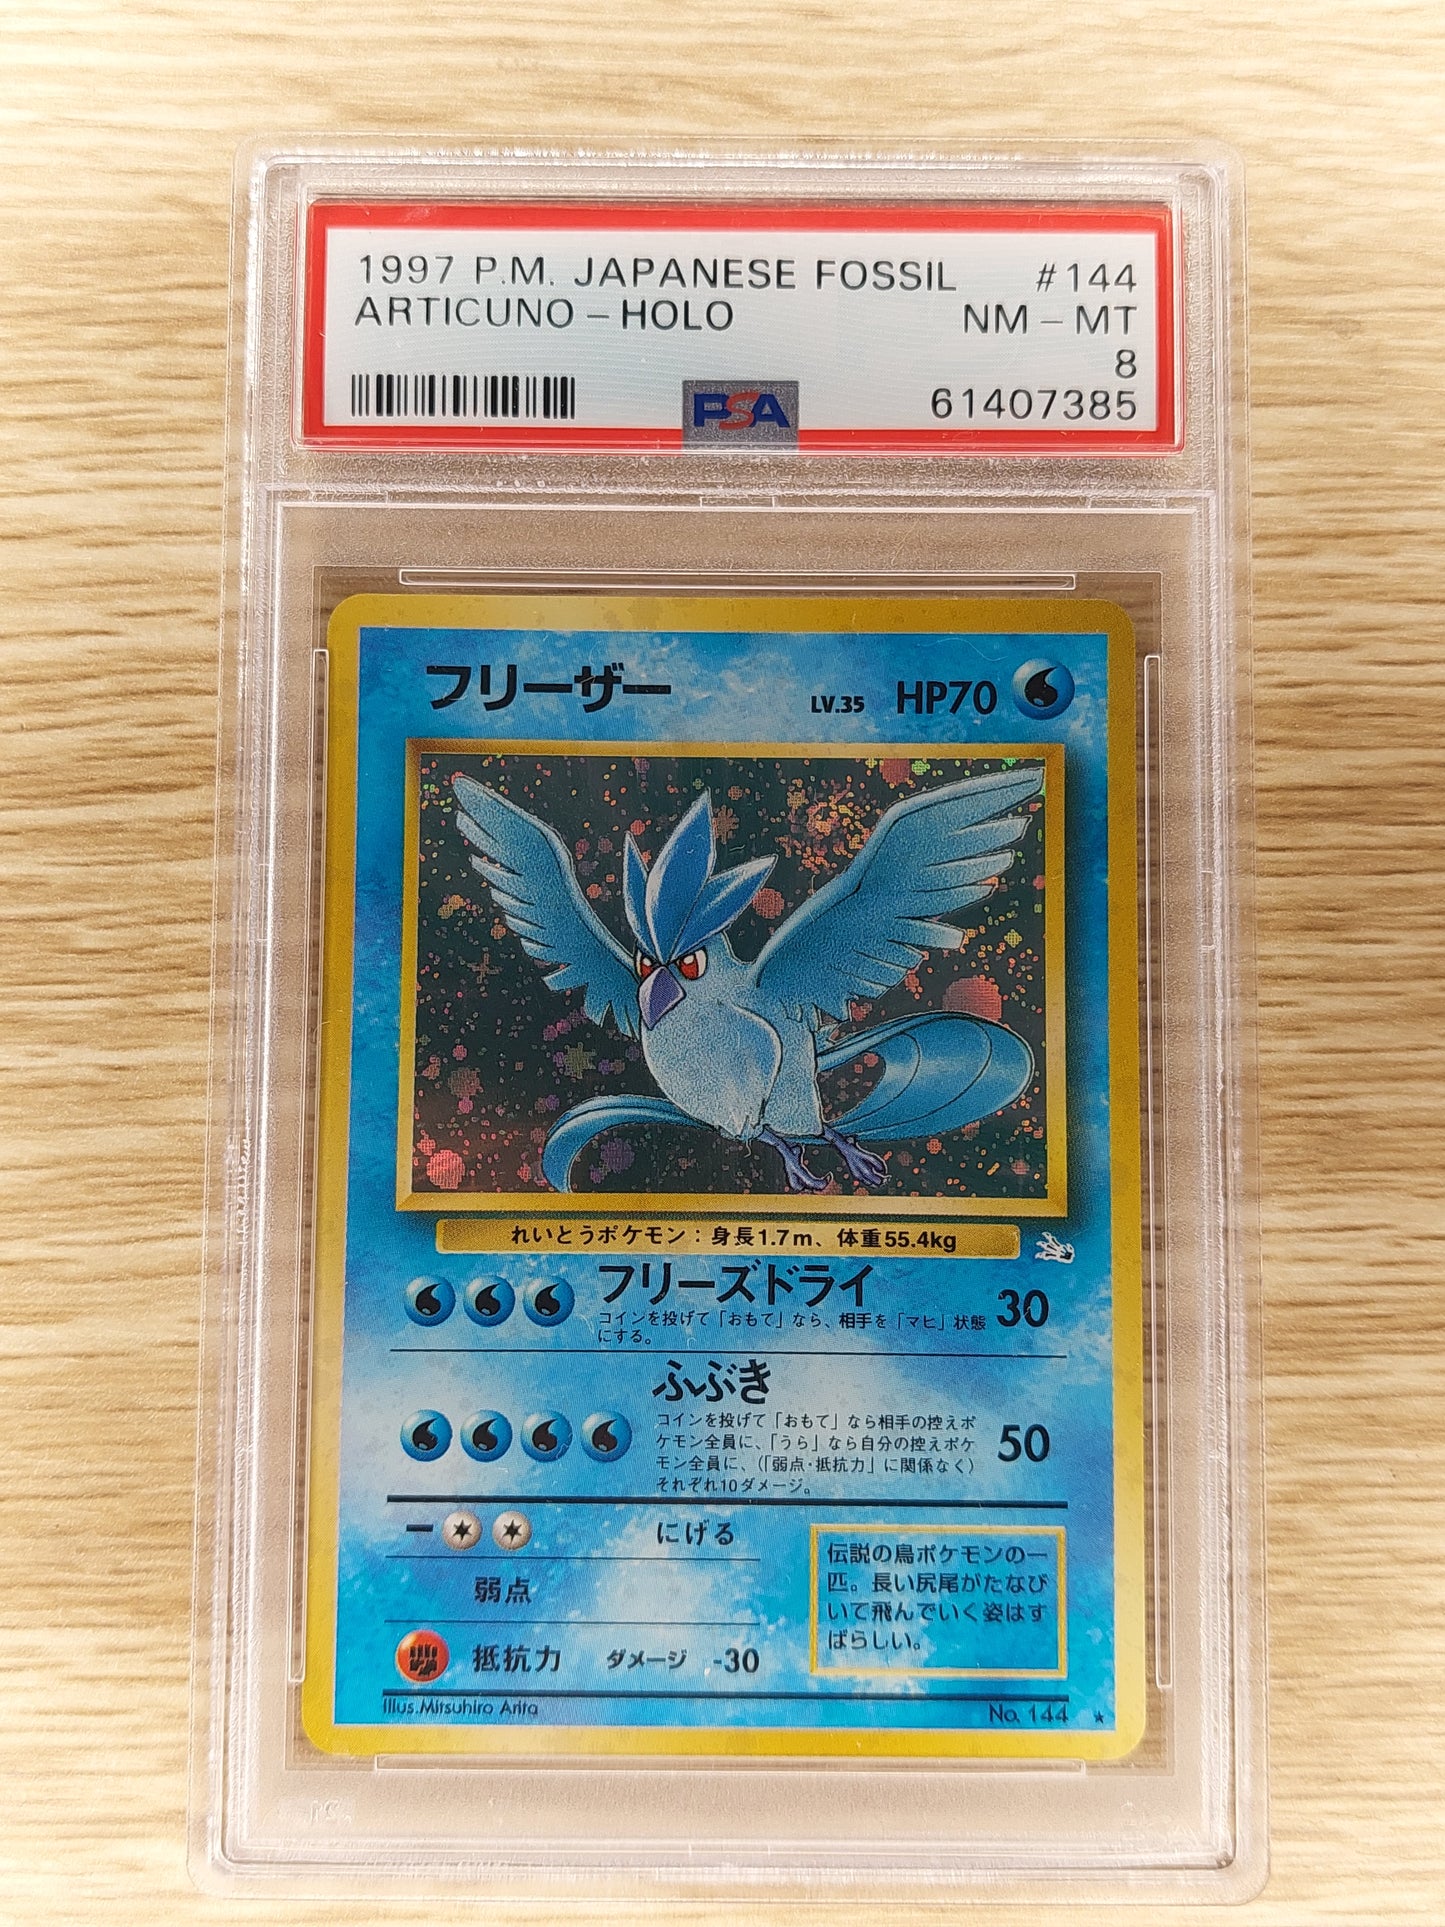 1997 P.M. JAPANESE FOSSIL #144
ARTICUNO - HOLO NM - MT
8
PSA 61407385
フリーザー LV.35 HP70
れいとうポケモン：身長1.7m、体重55.4kg
フリーズドライ 30
コインを投げて「おもて」なら、相手を「マヒ」状態
にする。
ふぶき
コインを投げて「おもて」なら相手の控えポ
ケモン全員に、「うら」なら自分の控えポケ
モン全員に、（「弱点・抵抗力」に関係なく）
それぞれ10ダメージ。
50
ー にげる
弱点
抵抗力 ダメージ -30
伝説の鳥ポケモンの一
匹。長い尻尾がたなび
いて飛んでいく姿はす
ばらしい。
Illus.Mitsuhiro Arita No. 144 ★